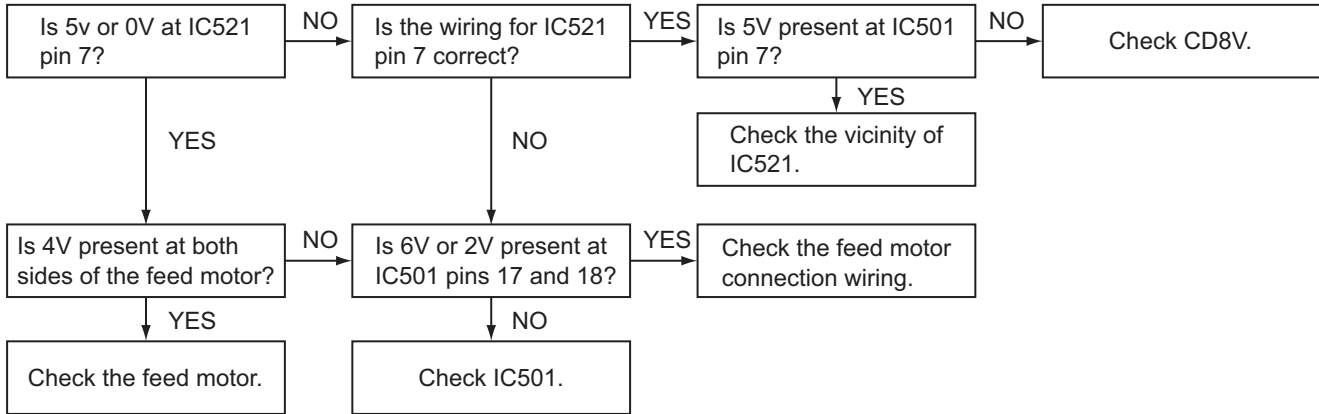 Is 5v or 0V at IC521
pin 7?
NO
Is the wiring for IC521
pin 7 correct?
YES
Is 5V present at IC501
pin 7?
NO
Check CD8V.
YES
Check the vicinity of
IC521.
YES
NO
Is 4V present at both
sides of the feed motor?
NO
Is 6V or 2V present at
IC501 pins 17 and 18?
YES
Check the feed motor
connection wiring.
YES
NO
Check the feed motor.
Check IC501.